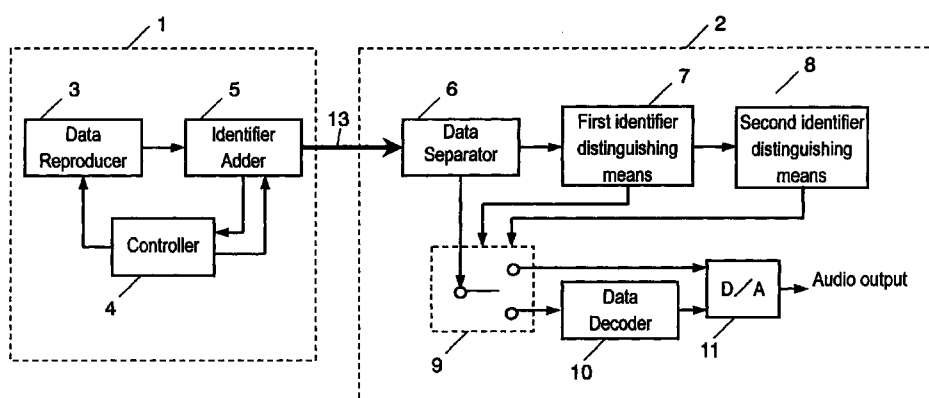 1
2
3
5
6
7
8
13
Data
Reproducer
Identifier
Adder
Data
Separator
First identifier
distinguishing
means
Second identifier
distinguishing
means
Controller
4
D/A
Audio output
Data
Decoder
9
10
11